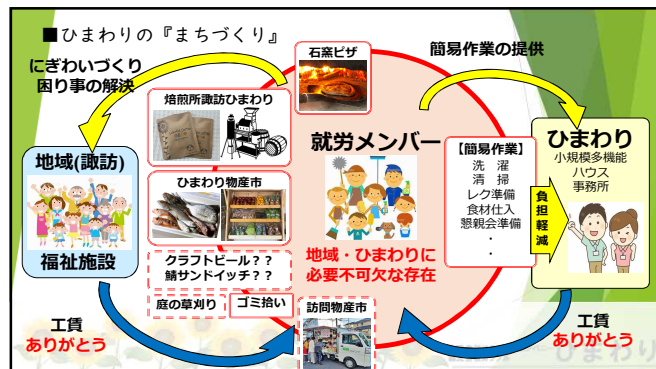 ■ひまわりの『まちづくり』
にぎわいづくり
困り事の解決
石窯ピザ
簡易作業の提供
焙煎所諏訪ひまわり
就労メンバー
地域(諏訪)
福祉施設
ひまわり物産市
クラフトビール？？
鯖サンドイッチ？？
庭の草刈り
ゴミ拾い
訪問物産市
地域・ひまわりに
必要不可欠な存在
【簡易作業】
洗　濯
清　掃
レク準備
食材仕入
懇親会準備
・
・
負担軽減
ひまわり
小規模多機能
ハウス
事務所
工賃
ありがとう
工賃
ありがとう
ひまわり